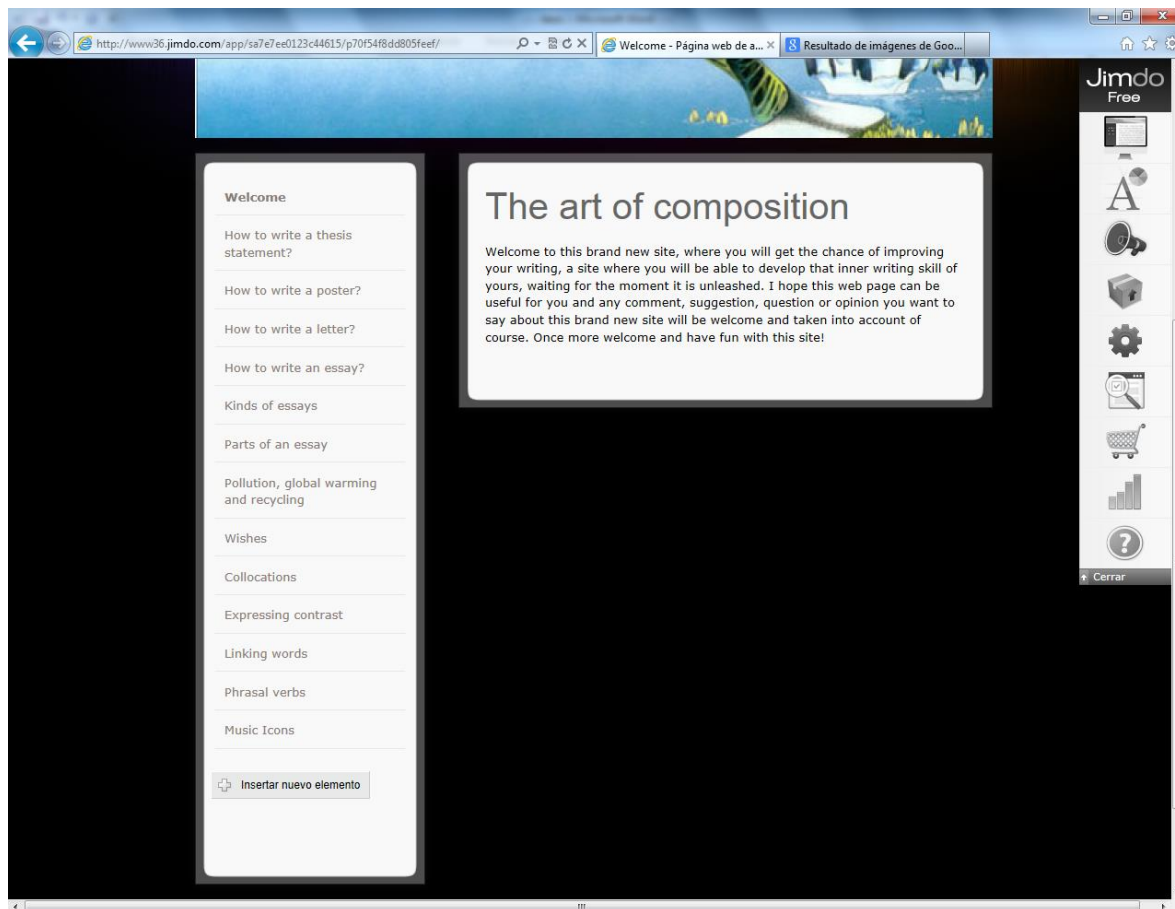 http://www36.jimdo.com/app/sa7e7ee0123c44615/p70f54f8dd805feef/
Welcome - Página web de a...
Resultado de imágenes de Goo...
Jimdo
Free
Welcome
How to write a thesis
statement?
How to write a poster?
How to write a letter?
How to write an essay?
Kinds of essays
Parts of an essay
Pollution, global warming
and recycling
Wishes
Collocations
Expressing contrast
Linking words
Phrasal verbs
Music Icons
Insertar nuevo elemento
The art of composition
Welcome to this brand new site, where you will get the chance of improving
your writing, a site where you will be able to develop that inner writing skill of
yours, waiting for the moment it is unleashed. I hope this web page can be
useful for you and any comment, suggestion, question or opinion you want to
say about this brand new site will be welcome and taken into account of
course. Once more welcome and have fun with this site!
Cerrar